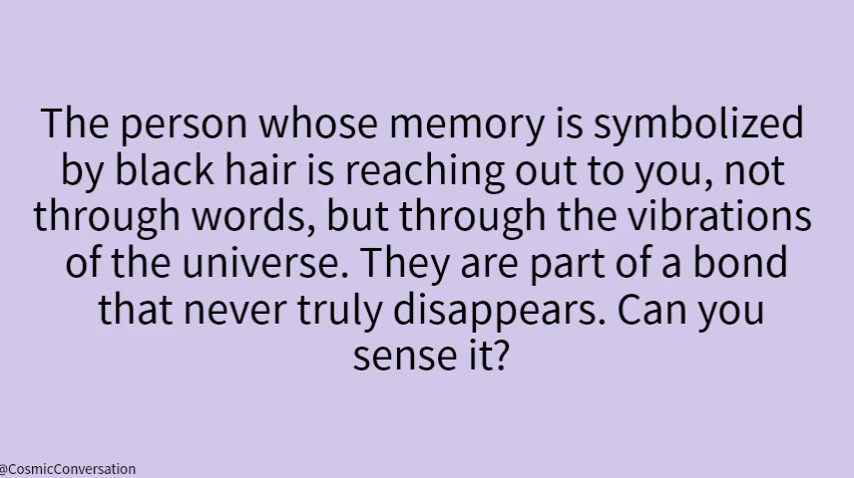 The person whose memory is symbolized
by black hair is reaching out to you, not
through words, but through the vibrations
of the universe. They are part of a bond
that never truly disappears. Can you
sense it?
@CosmicConversation